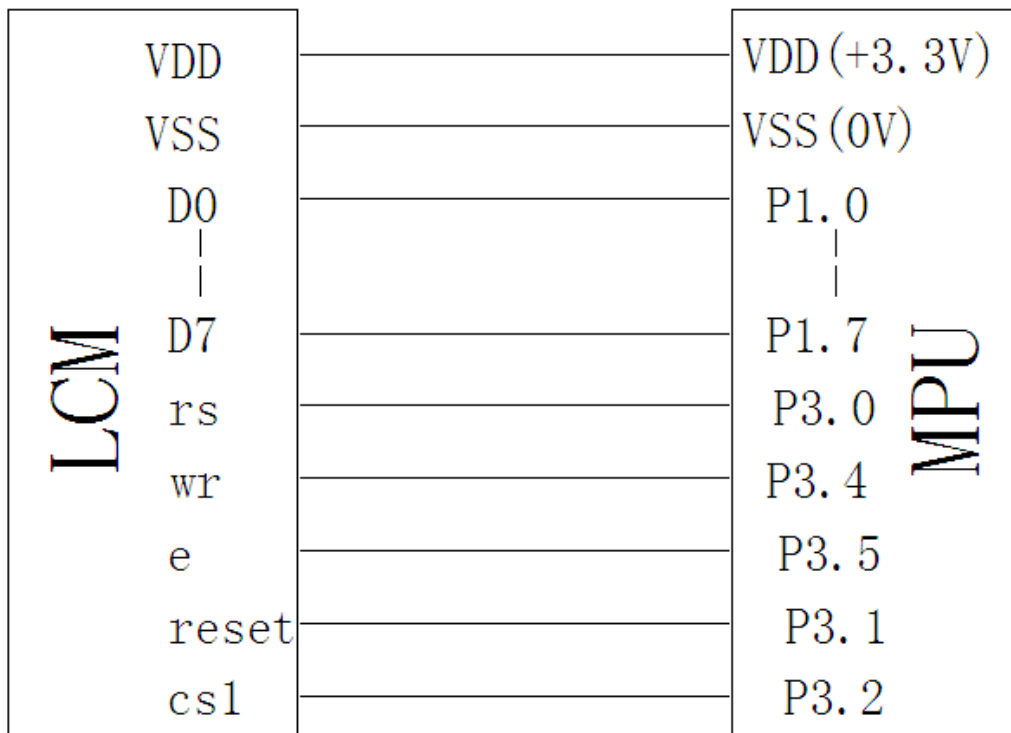 VDD VDD(+3.3V)
VSS VSS(0V)
D0 P1.0
D7 P1.7
rs P3.0
wr P3.4
e P3.5
reset P3.1
cs1 P3.2
LCM
MPU